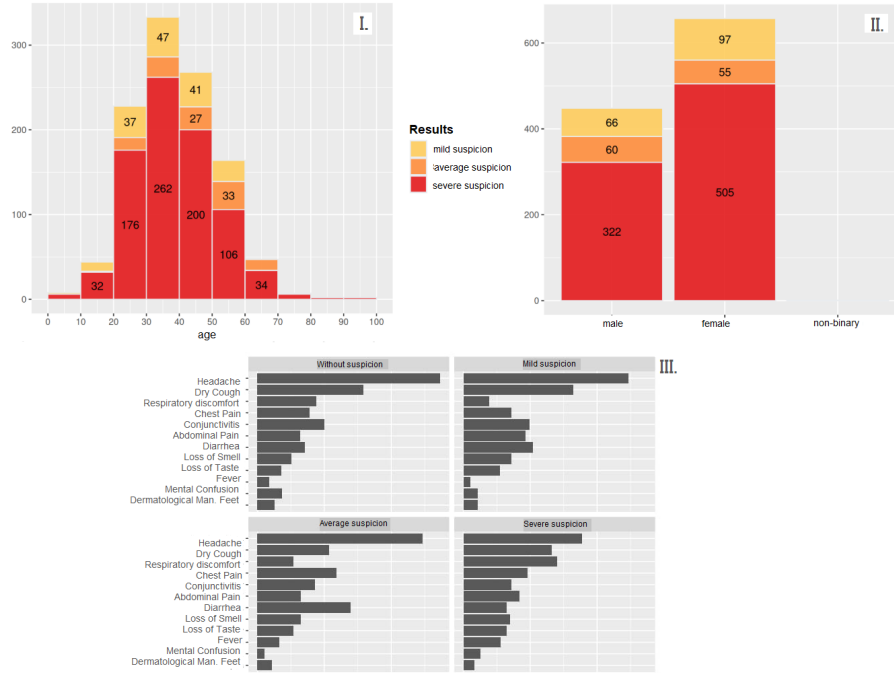 I.
300
200
100
0
47
37
41
27
262
176
200
33
106
32
34
0 10 20 30 40 50 60 70 80 90 100
age
Results
mild suspicion
average suspicion
severe suspicion
II.
600
400
200
0
97
55
505
66
60
322
male female non-binary
III.
Without suspicion Mild suspicion
Headache
Dry Cough
Respiratory discomfort
Chest Pain
Conjunctivitis
Abdominal Pain
Diarrhea
Loss of Smell
Loss of Taste
Fever
Mental Confusion
Dermatological Man. Feet
Average suspicion Severe suspicion
Headache
Dry Cough
Respiratory discomfort
Chest Pain
Conjunctivitis
Abdominal Pain
Diarrhea
Loss of Smell
Loss of Taste
Fever
Mental Confusion
Dermatological Man. Feet